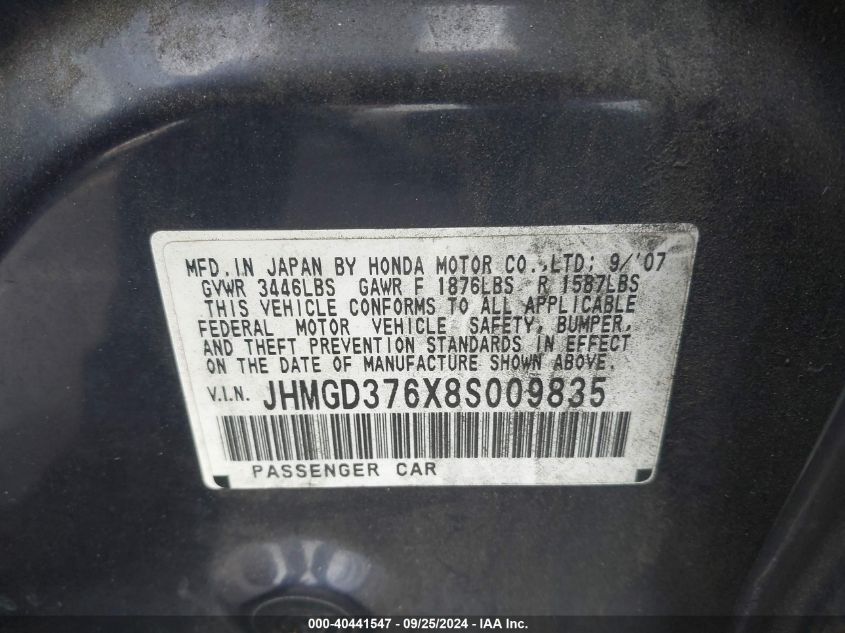 MFD. IN JAPAN BY HONDA MOTOR CO.,LTD; 9/'07
GVWR 3446LBS GAWR F 1876LBS R 1587LBS
THIS VEHICLE CONFORMS TO ALL APPLICABLE
FEDERAL MOTOR VEHICLE SAFETY, BUMPER,
AND THEFT PREVENTION STANDARDS IN EFFECT
ON THE DATE OF MANUFACTURE SHOWN ABOVE.
V.I.N. JHMGD376X8S009835
PASSENGER CAR
000-40441547 - 09/25/2024 - IAAI.COM